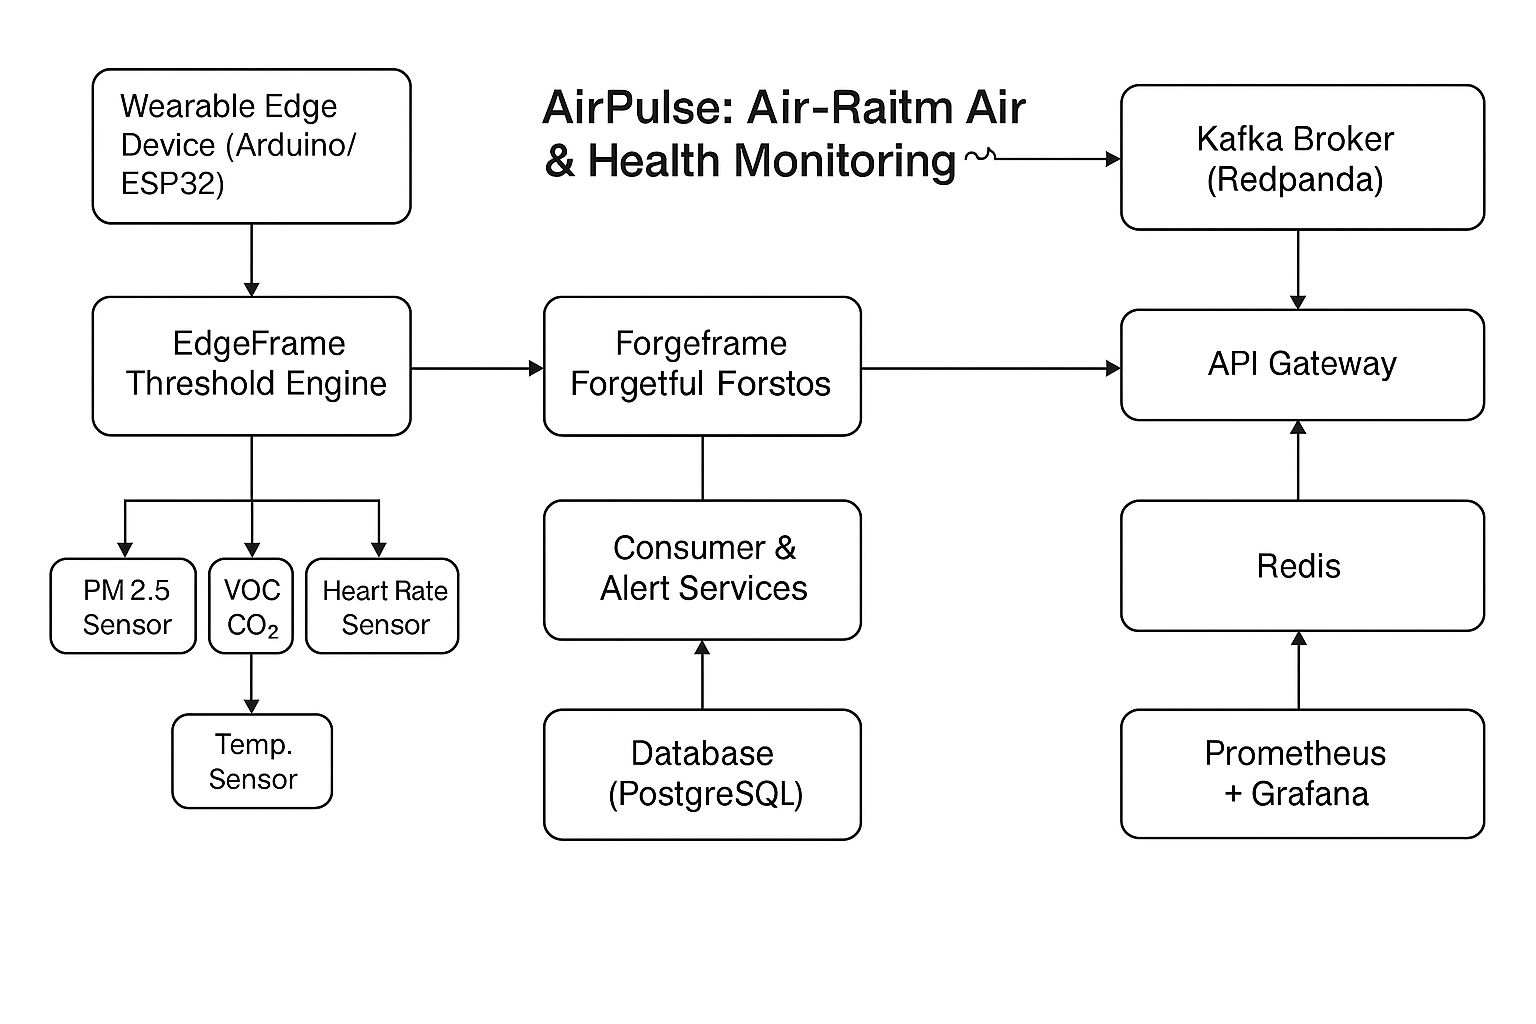 Wearable Edge
Device (Arduino/
ESP32)
AirPulse: Air-Raitm Air
& Health Monitoring
Kafka Broker
(Redpanda)
EdgeFrame
Threshold Engine
Forgeframe
Forgetful Forstos
API Gateway
PM 2.5
Sensor
VOC
CO₂
Heart Rate
Sensor
Temp.
Sensor
Consumer &
Alert Services
Redis
Database
(PostgreSQL)
Prometheus
+ Grafana